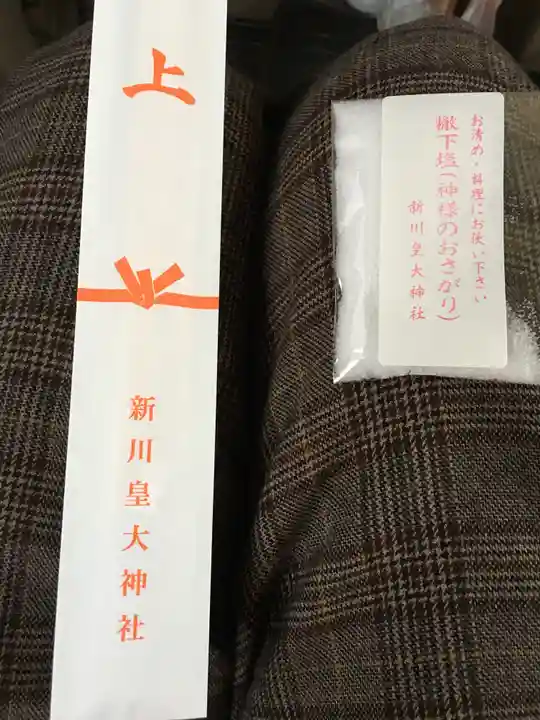 上
新川皇大神社
お清め・料理にお使い下さい
撤下塩(神様のおさがり)
新川皇大神社